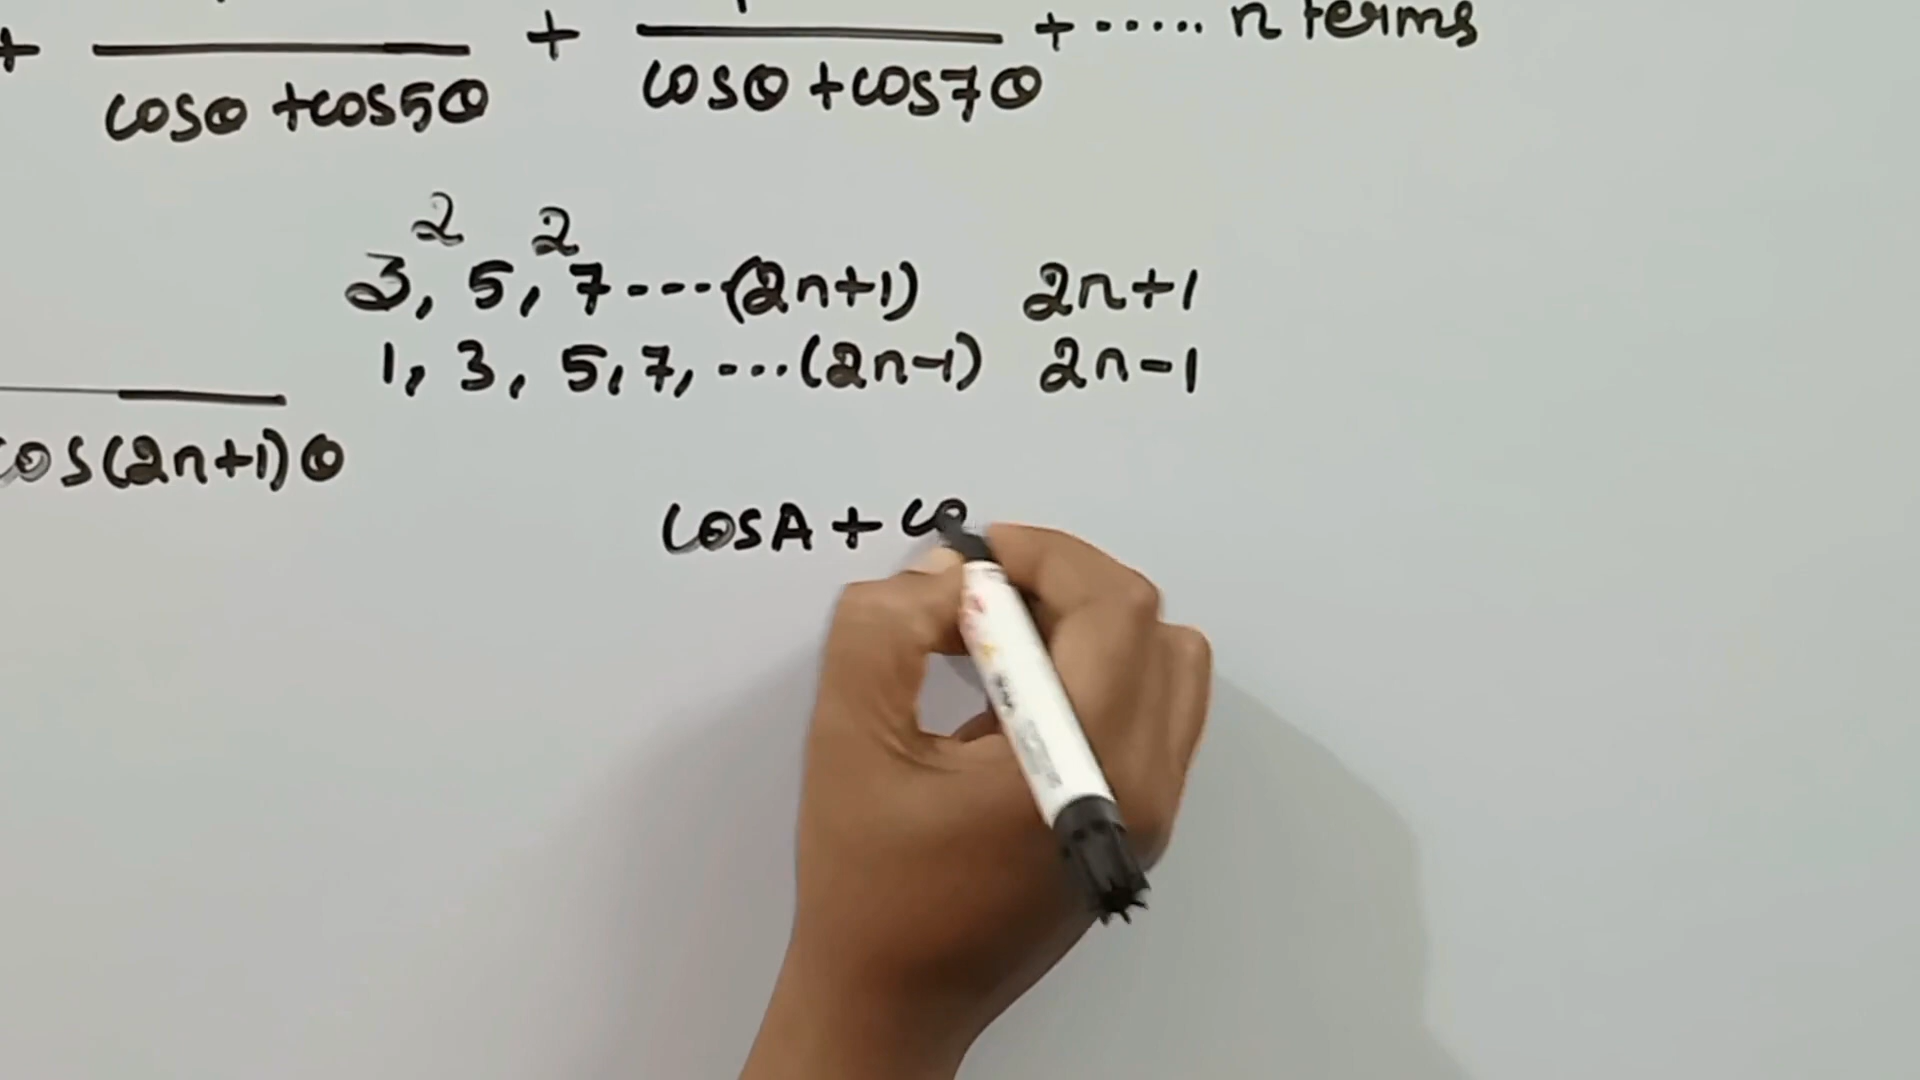 + ――― + ――― + ...... n terms
cosθ + cos5θ cosθ + cos7θ
2 2
3, 5, 7 ----(2n+1) 2n+1
1, 3, 5, 7, ...(2n-1) 2n-1
cos(2n+1)θ
cosA + co